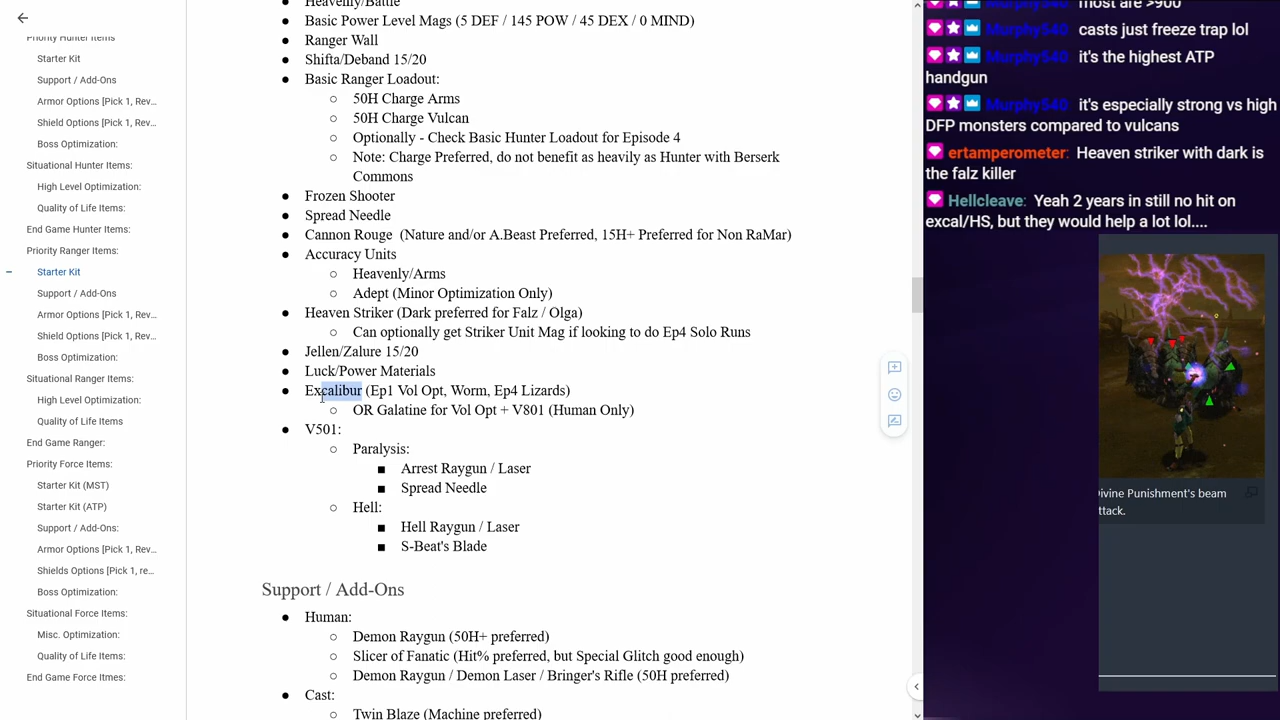 Priority Hunter Items:
Starter Kit
Support / Add-Ons
Armor Options [Pick 1, Rev...
Shield Options [Pick 1, Rev...
Boss Optimization:
Situational Hunter Items:
High Level Optimization:
Quality of Life Items:
End Game Hunter Items:
Priority Ranger Items:
Starter Kit
Support / Add-Ons
Armor Options [Pick 1, Rev...
Shield Options [Pick 1, Rev...
Boss Optimization:
Situational Ranger Items:
High Level Optimization:
Quality of Life Items
End Game Ranger:
Priority Force Items:
Starter Kit (MST)
Starter Kit (ATP)
Support / Add-Ons:
Armor Options [Pick 1, Rev...
Shields Options [Pick 1, re...
Boss Optimization:
Situational Force Items:
Misc. Optimization:
Quality of Life Items:
End Game Force Itmes:
Heavenly/Battle
Basic Power Level Mags (5 DEF / 145 POW / 45 DEX / 0 MIND)
Ranger Wall
Shifta/Deband 15/20
Basic Ranger Loadout:
50H Charge Arms
50H Charge Vulcan
Optionally - Check Basic Hunter Loadout for Episode 4
Note: Charge Preferred, do not benefit as heavily as Hunter with Berserk
Commons
Frozen Shooter
Spread Needle
Cannon Rouge (Nature and/or A.Beast Preferred, 15H+ Preferred for Non RaMar)
Accuracy Units
Heavenly/Arms
Adept (Minor Optimization Only)
Heaven Striker (Dark preferred for Falz / Olga)
Can optionally get Striker Unit Mag if looking to do Ep4 Solo Runs
Jellen/Zalure 15/20
Luck/Power Materials
Excalibur (Ep1 Vol Opt, Worm, Ep4 Lizards)
OR Galatine for Vol Opt + V801 (Human Only)
V501:
Paralysis:
Arrest Raygun / Laser
Spread Needle
Hell:
Hell Raygun / Laser
S-Beat's Blade
Support / Add-Ons
Human:
Demon Raygun (50H+ preferred)
Slicer of Fanatic (Hit% preferred, but Special Glitch good enough)
Demon Raygun / Demon Laser / Bringer's Rifle (50H preferred)
Cast:
Twin Blaze (Machine preferred)
Murphy540 most are >900
Murphy540 casts just freeze trap lol
Murphy540 it's the highest ATP
handgun
Murphy540 it's especially strong vs high
DFP monsters compared to vulcans
ertamperometer: Heaven striker with dark is
the falz killer
Hellcleave: Yeah 2 years in still no hit on
excal/HS, but they would help a lot lol....
Divine Punishment's beam
attack.